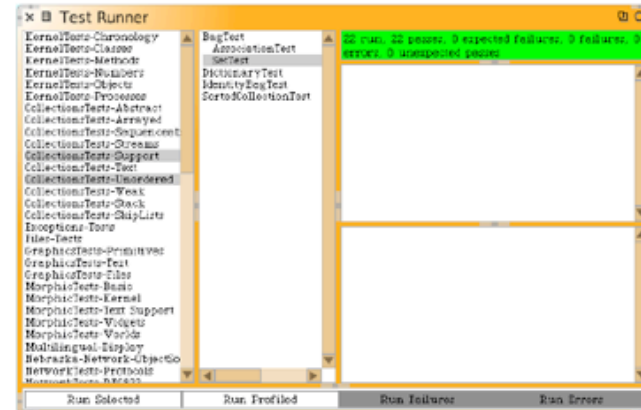 Test Runner
KernelTests-Chronology
KernelTests-Classes
KernelTests-Methods
KernelTests-Numbers
KernelTests-Objects
KernelTests-Processes
CollectionsTests-Abstract
CollectionsTests-Arrayed
CollectionsTests-Sequenceabl
CollectionsTests-Streams
CollectionsTests-Support
CollectionsTests-Text
CollectionsTests-Unordered
CollectionsTests-Weak
CollectionsTests-Stack
CollectionsTests-SkipLists
Exceptions-Tests
Files-Tests
GraphicsTests-Primitives
GraphicsTests-Text
GraphicsTests-Files
MorphicTests-Basic
MorphicTests-Kernel
MorphicTests-Text Support
MorphicTests-Widgets
MorphicTests-Worlds
Multilingual-Display
Nebraska-Network-ObjectSo
NetworkTests-Protocols
NetworkTests-RFC822
BagTest
AssociationTest
SetTest
DictionaryTest
IdentityBagTest
SortedCollectionTest
22 run, 22 passes, 0 expected failures, 0 failures, 0
errors, 0 unexpected passes
Run Selected
Run Profiled
Run Failures
Run Errors